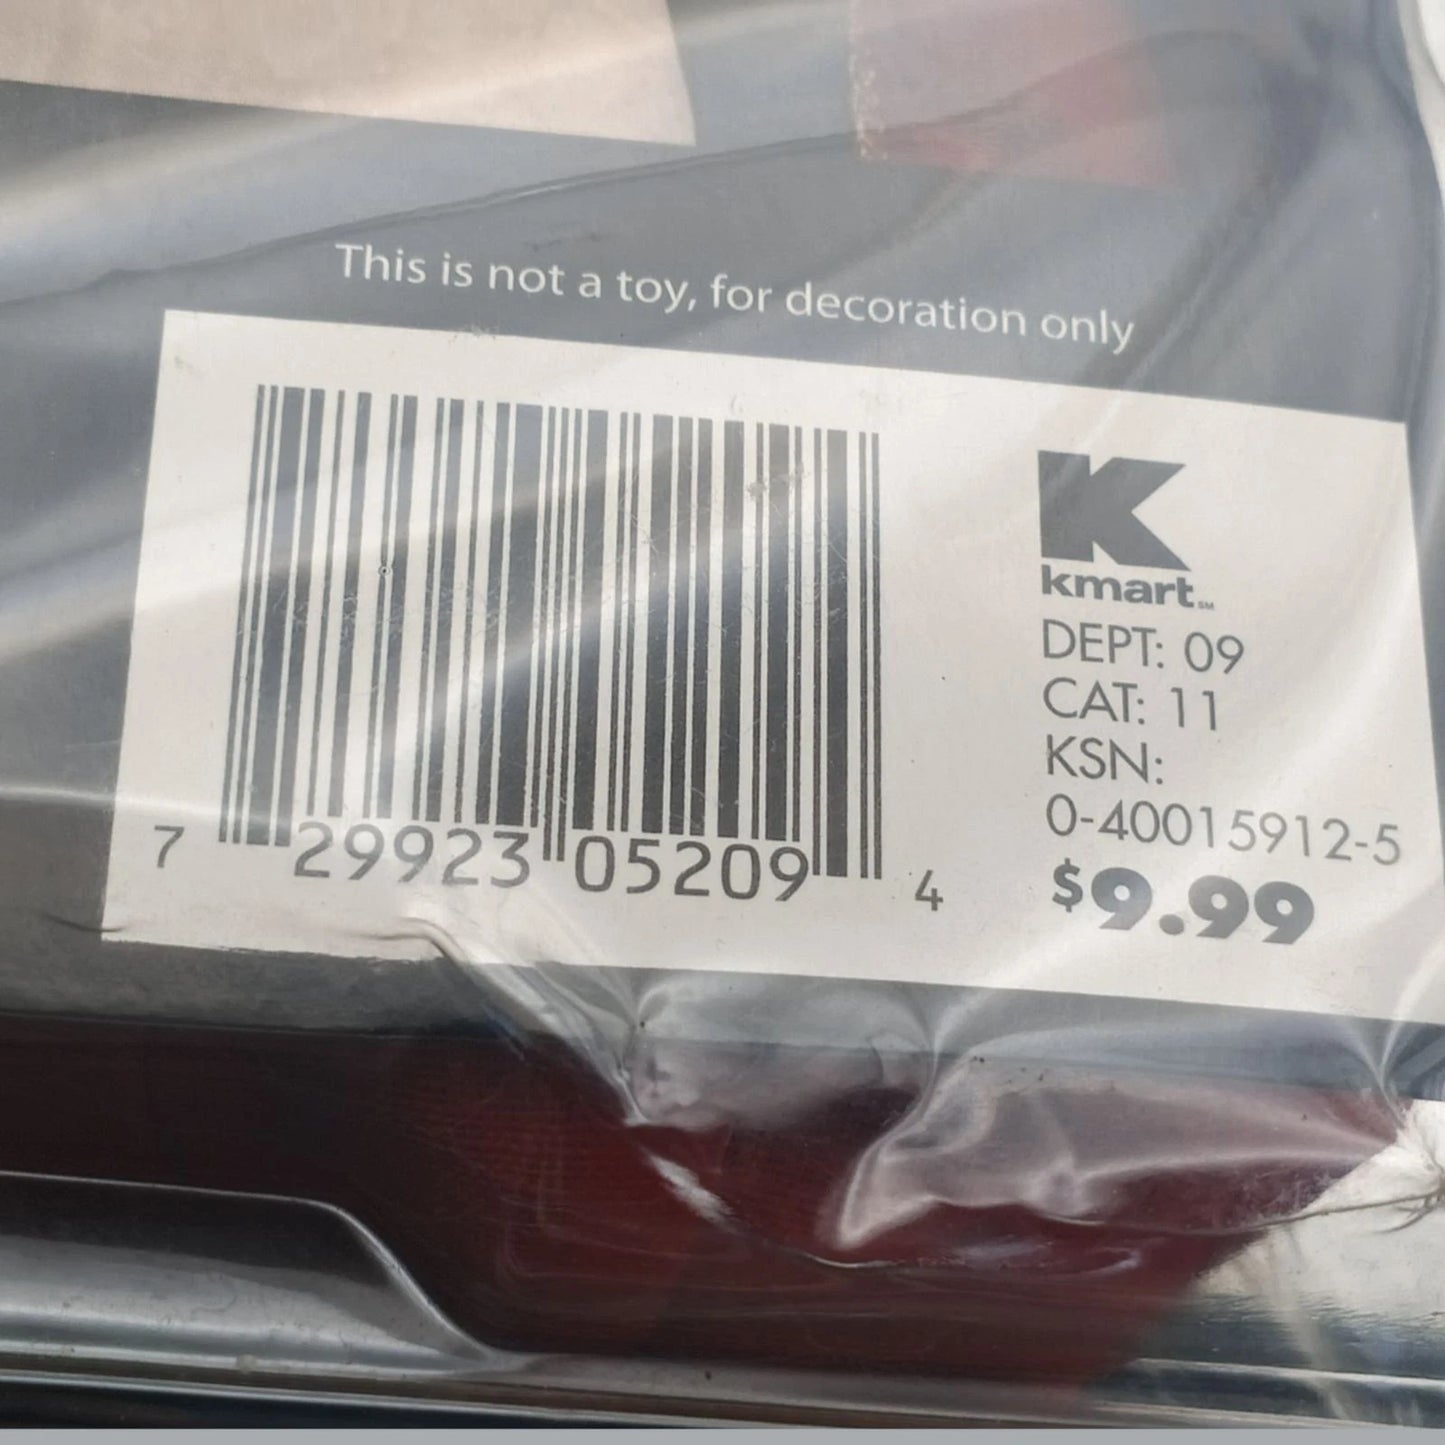 This is not a toy, for decoration only
7 29923 05209 4
K
kmart SM
DEPT: 09
CAT: 11
KSN:
0-40015912-5
$9.99